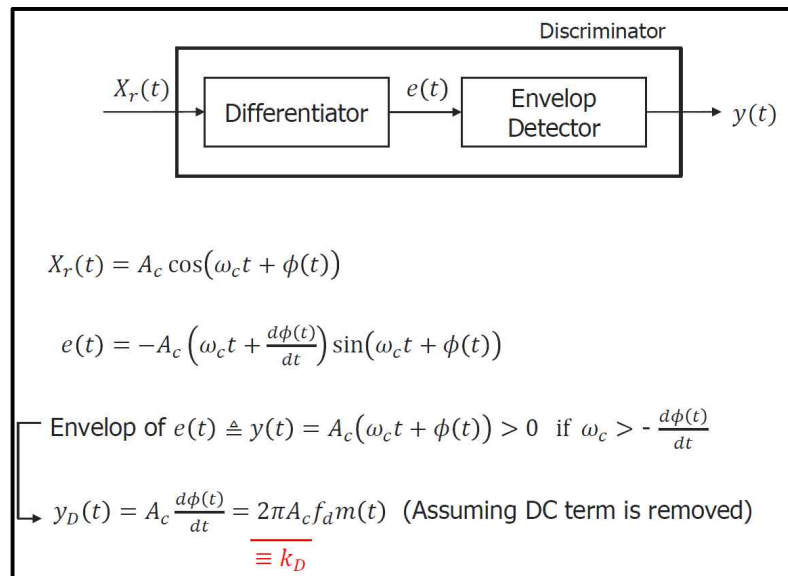 Discriminator
X_r(t)
Differentiator
e(t)
Envelop
Detector
y(t)
X_r(t) = A_c cos(ω_c t + ϕ(t))
e(t) = −A_c (ω_c t + dϕ(t)/dt) sin(ω_c t + ϕ(t))
Envelop of e(t) ≜ y(t) = A_c(ω_c t + ϕ(t)) > 0 if ω_c > - dϕ(t)/dt
y_D(t) = A_c dϕ(t)/dt = 2πA_c f_d m(t) (Assuming DC term is removed)
≡ k_D